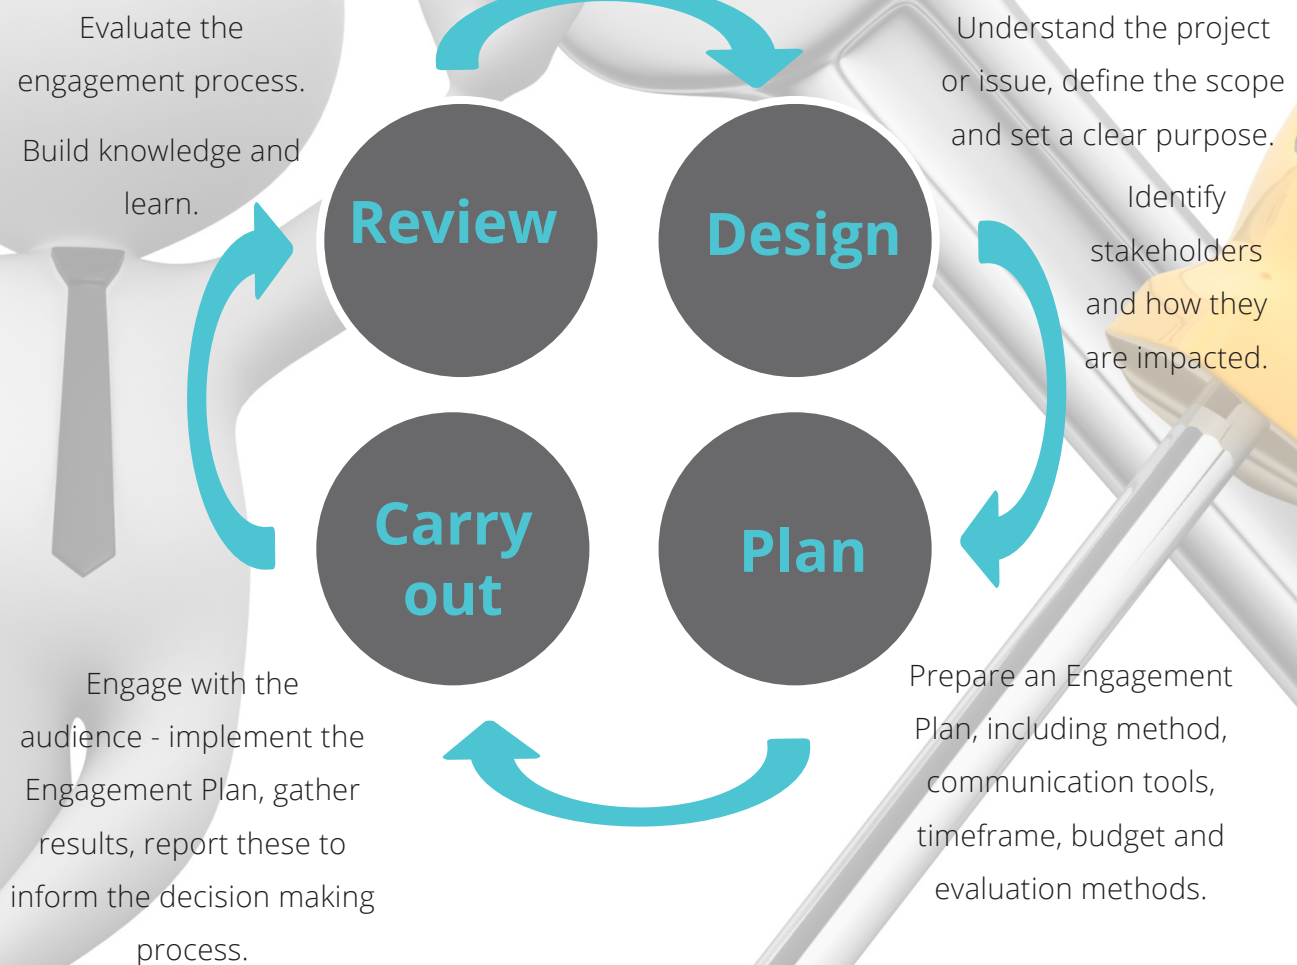 Evaluate the
engagement process.
Build knowledge and
learn.
Review
Design
Understand the project
or issue, define the scope
and set a clear purpose.
Identify
stakeholders
and how they
are impacted.
Carry
out
Plan
Engage with the
audience - implement the
Engagement Plan, gather
results, report these to
inform the decision making
process.
Prepare an Engagement
Plan, including method,
communication tools,
timeframe, budget and
evaluation methods.